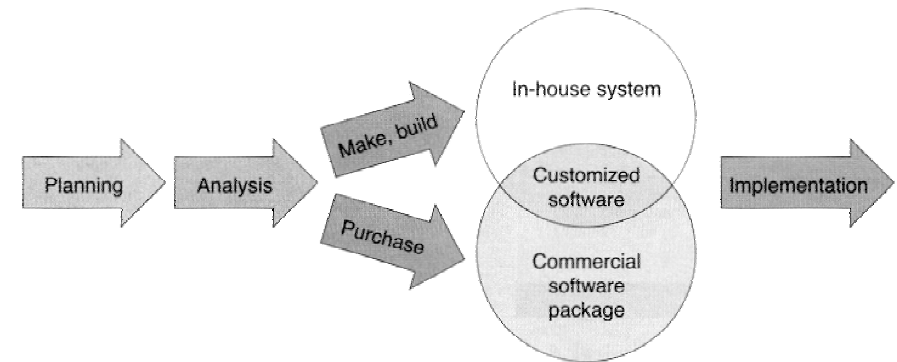 Planning
Analysis
Make, build
Purchase
In-house system
Customized
software
Commercial
software
package
Implementation